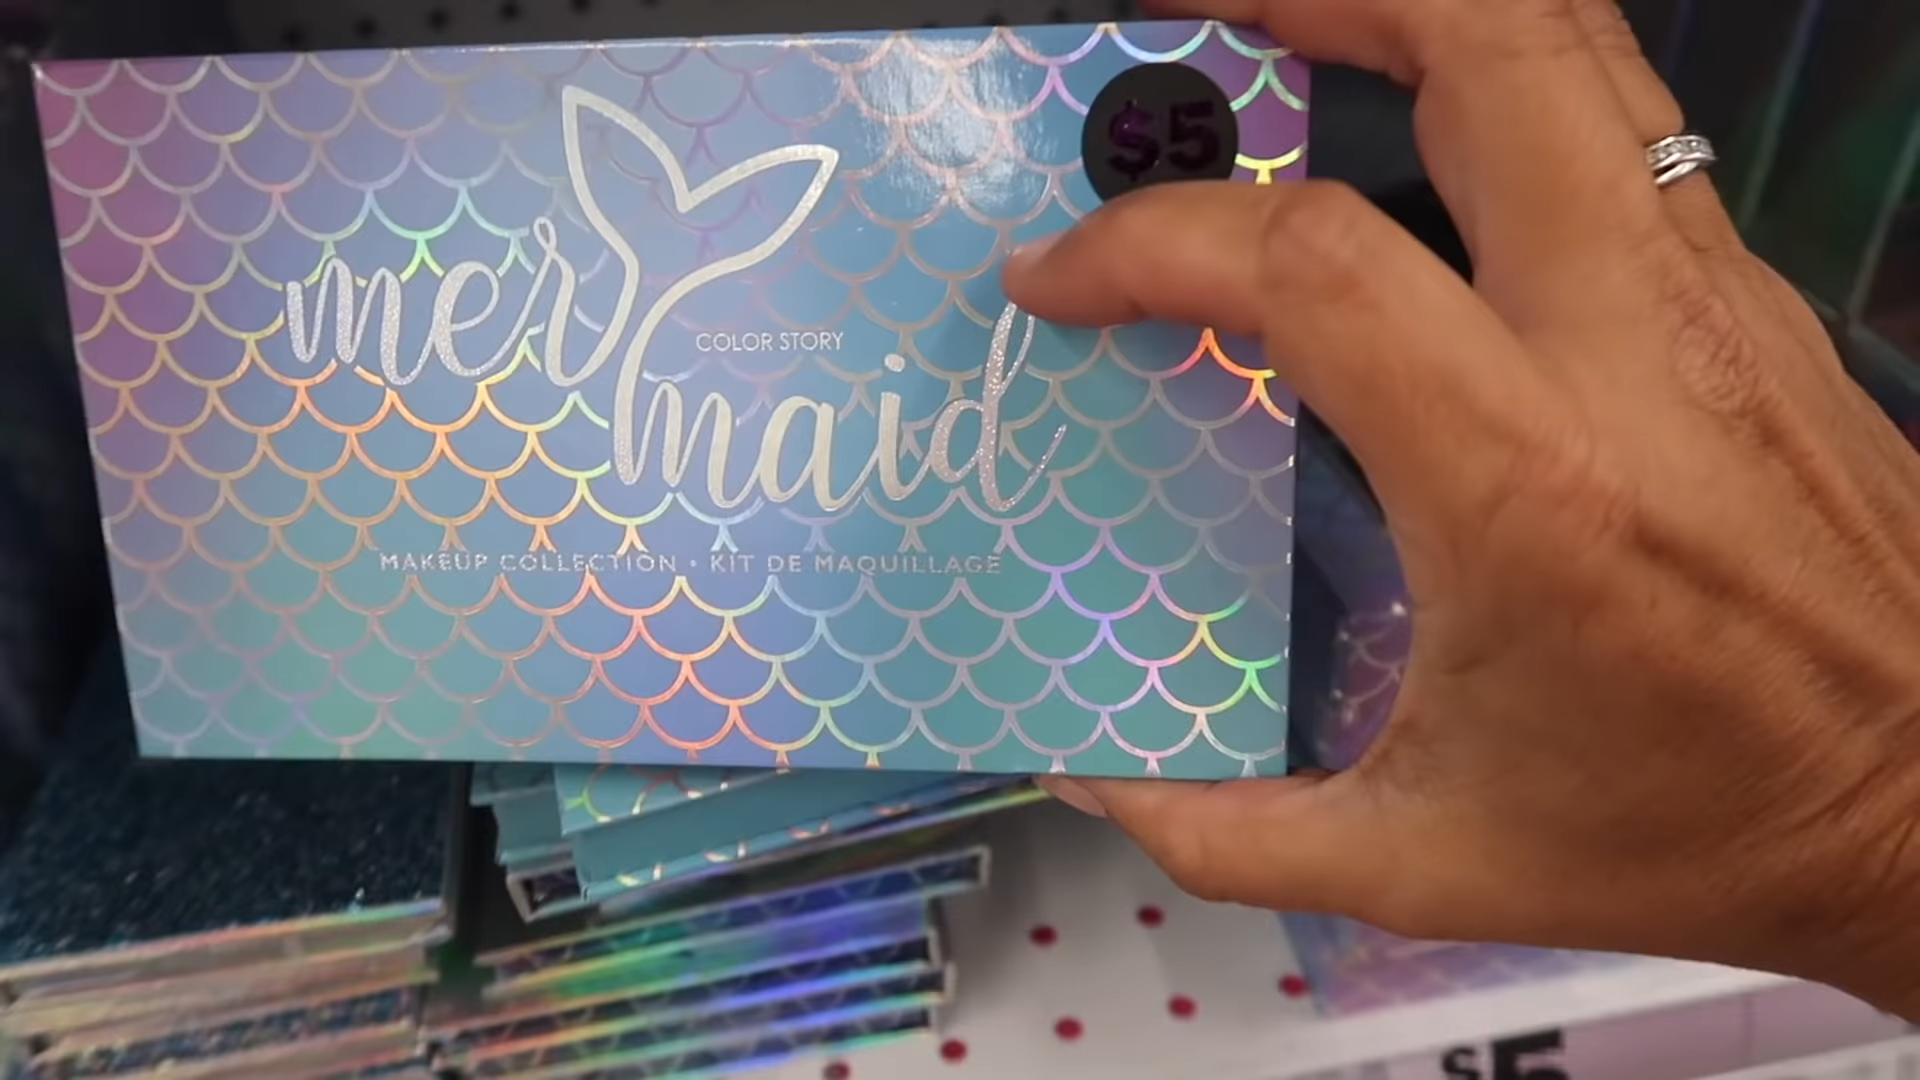 $5
mer
COLOR STORY
maid
MAKEUP COLLECTION • KIT DE MAQUILLAGE
$5